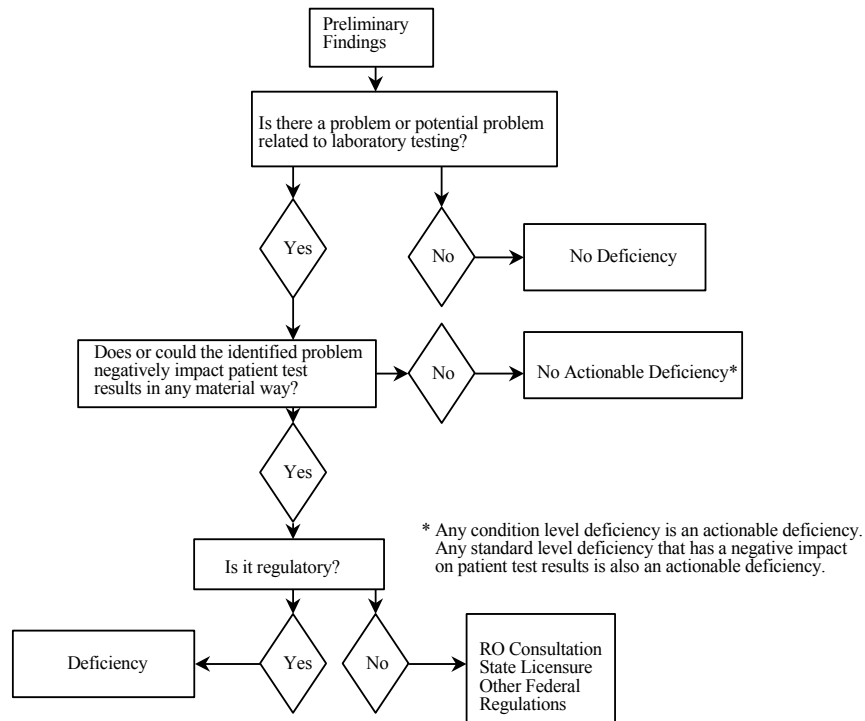 Preliminary
Findings
Is there a problem or potential problem
related to laboratory testing?
Yes
No
No Deficiency
Does or could the identified problem
negatively impact patient test
results in any material way?
No
No Actionable Deficiency*
Yes
* Any condition level deficiency is an actionable deficiency.
Any standard level deficiency that has a negative impact
on patient test results is also an actionable deficiency.
Is it regulatory?
Deficiency
Yes
No
RO Consultation
State Licensure
Other Federal
Regulations